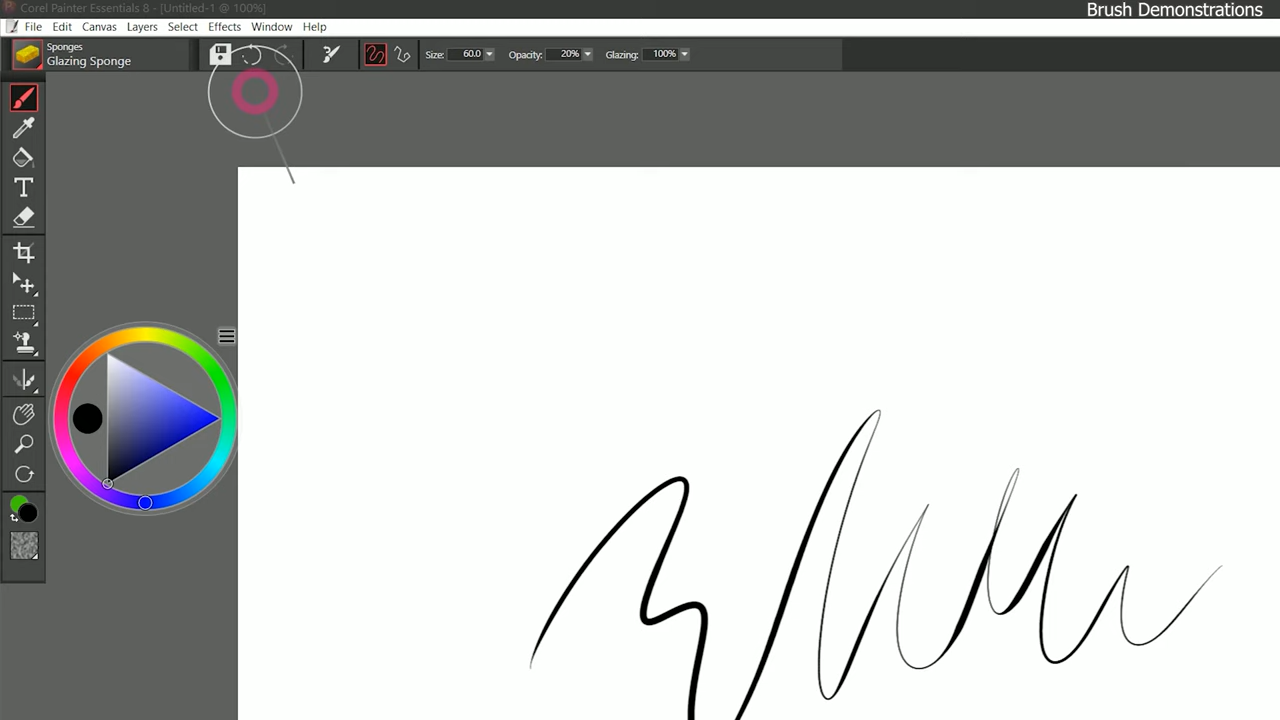 Corel Painter Essentials 8 - [Untitled-1 @ 100%]
Brush Demonstrations
File Edit Canvas Layers Select Effects Window Help
Sponges
Glazing Sponge
Size: 60.0 Opacity: 20% Glazing: 100%